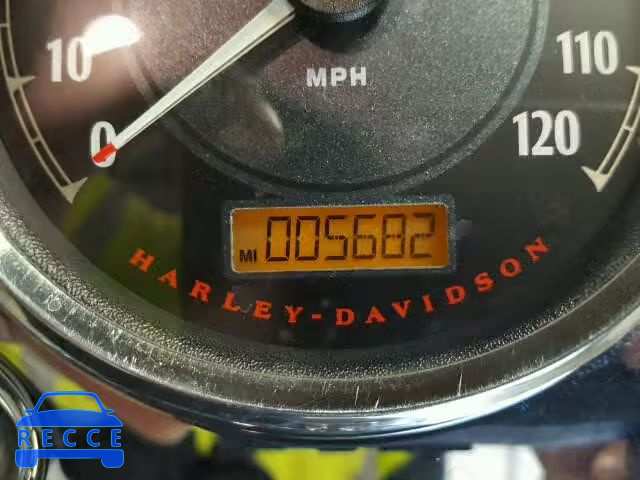 10
0
MPH
110
120
MI 005682
HARLEY-DAVIDSON
RECCE